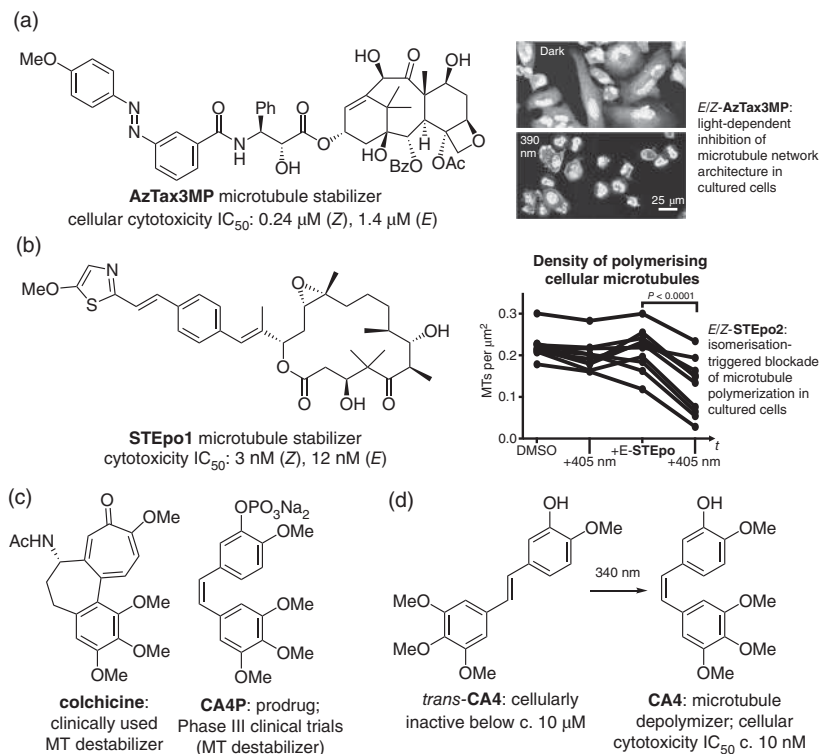 (a)
MeO
N
N
O
N
H
Ph
OH
O
O
HO
O
OH
HO
BzO
H
OAc
O
AzTax3MP microtubule stabilizer
cellular cytotoxicity IC50: 0.24 μM (Z), 1.4 μM (E)
Dark
390
nm
25 μm
E/Z-AzTax3MP:
light-dependent
inhibition of
microtubule network
architecture in
cultured cells
(b)
MeO
N
S
O
O
O
OH
O
OH
STEpo1 microtubule stabilizer
cytotoxicity IC50: 3 nM (Z), 12 nM (E)
Density of polymerising
cellular microtubules
P < 0.0001
MTs per μm2
0.3
0.2
0.1
0.0
DMSO
+405 nm
+E-STEpo
+405 nm
t
E/Z-STEpo2:
isomerisation-
triggered blockade
of microtubule
polymerization in
cultured cells
(c)
O
OMe
AcHN
OMe
OMe
OMe
colchicine:
clinically used
MT destabilizer
OPO3Na2
OMe
OMe
OMe
OMe
CA4P: prodrug;
Phase III clinical trials
(MT destabilizer)
(d)
OH
OMe
MeO
MeO
OMe
trans-CA4: cellularly
inactive below c. 10 μM
340 nm
OH
OMe
OMe
OMe
OMe
CA4: microtubule
depolymizer; cellular
cytotoxicity IC50 c. 10 nM